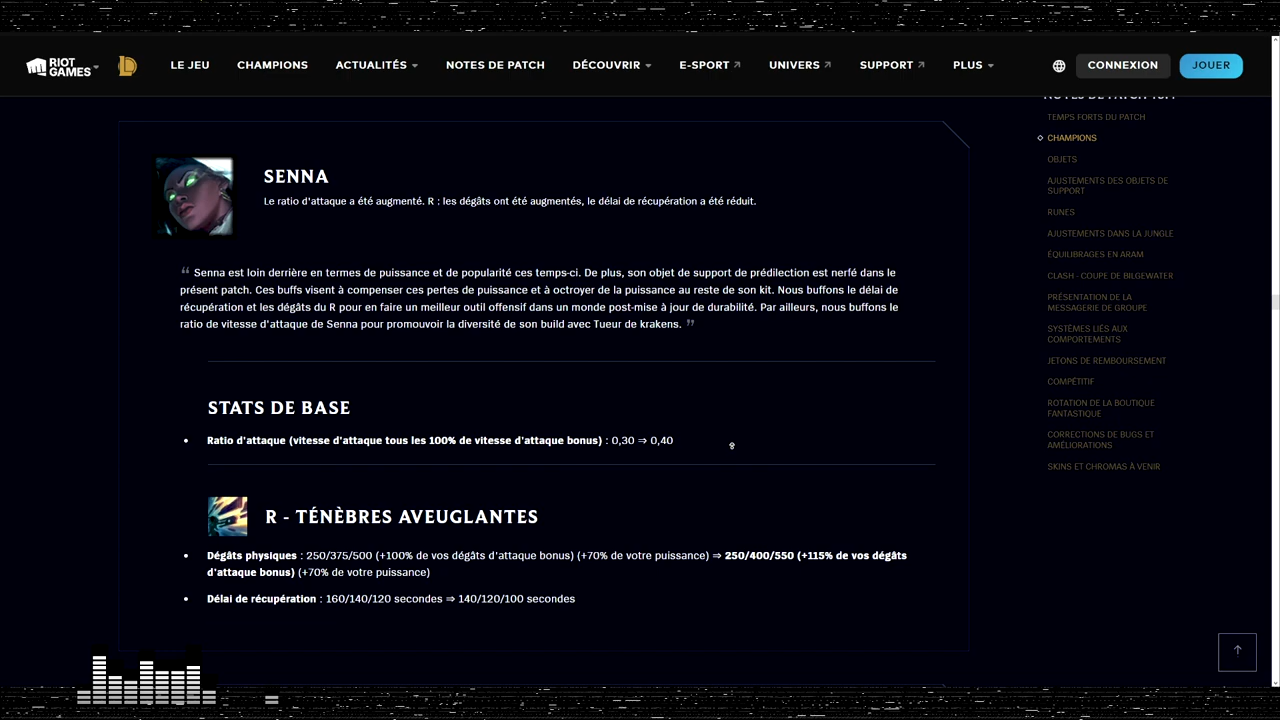 RIOT GAMES
LE JEU CHAMPIONS ACTUALITÉS NOTES DE PATCH DÉCOUVRIR E-SPORT UNIVERS SUPPORT PLUS CONNEXION JOUER
SENNA
Le ratio d'attaque a été augmenté. R : les dégâts ont été augmentés, le délai de récupération a été réduit.
“ Senna est loin derrière en termes de puissance et de popularité ces temps-ci. De plus, son objet de support de prédilection est nerfé dans le
présent patch. Ces buffs visent à compenser ces pertes de puissance et à octroyer de la puissance au reste de son kit. Nous buffons le délai de
récupération et les dégâts du R pour en faire un meilleur outil offensif dans un monde post-mise à jour de durabilité. Par ailleurs, nous buffons le
ratio de vitesse d'attaque de Senna pour promouvoir la diversité de son build avec Tueur de krakens. ”
STATS DE BASE
• Ratio d'attaque (vitesse d'attaque tous les 100% de vitesse d'attaque bonus) : 0,30 ⇒ 0,40
R - TÉNÈBRES AVEUGLANTES
• Dégâts physiques : 250/375/500 (+100% de vos dégâts d'attaque bonus) (+70% de votre puissance) ⇒ 250/400/550 (+115% de vos dégâts
d'attaque bonus) (+70% de votre puissance)
• Délai de récupération : 160/140/120 secondes ⇒ 140/120/100 secondes
TEMPS FORTS DU PATCH
CHAMPIONS
OBJETS
AJUSTEMENTS DES OBJETS DE
SUPPORT
RUNES
AJUSTEMENTS DANS LA JUNGLE
ÉQUILIBRAGES EN ARAM
CLASH - COUPE DE BILGEWATER
PRÉSENTATION DE LA
MESSAGERIE DE GROUPE
SYSTÈMES LIÉS AUX
COMPORTEMENTS
JETONS DE REMBOURSEMENT
COMPÉTITIF
ROTATION DE LA BOUTIQUE
FANTASTIQUE
CORRECTIONS DE BUGS ET
AMÉLIORATIONS
SKINS ET CHROMAS À VENIR